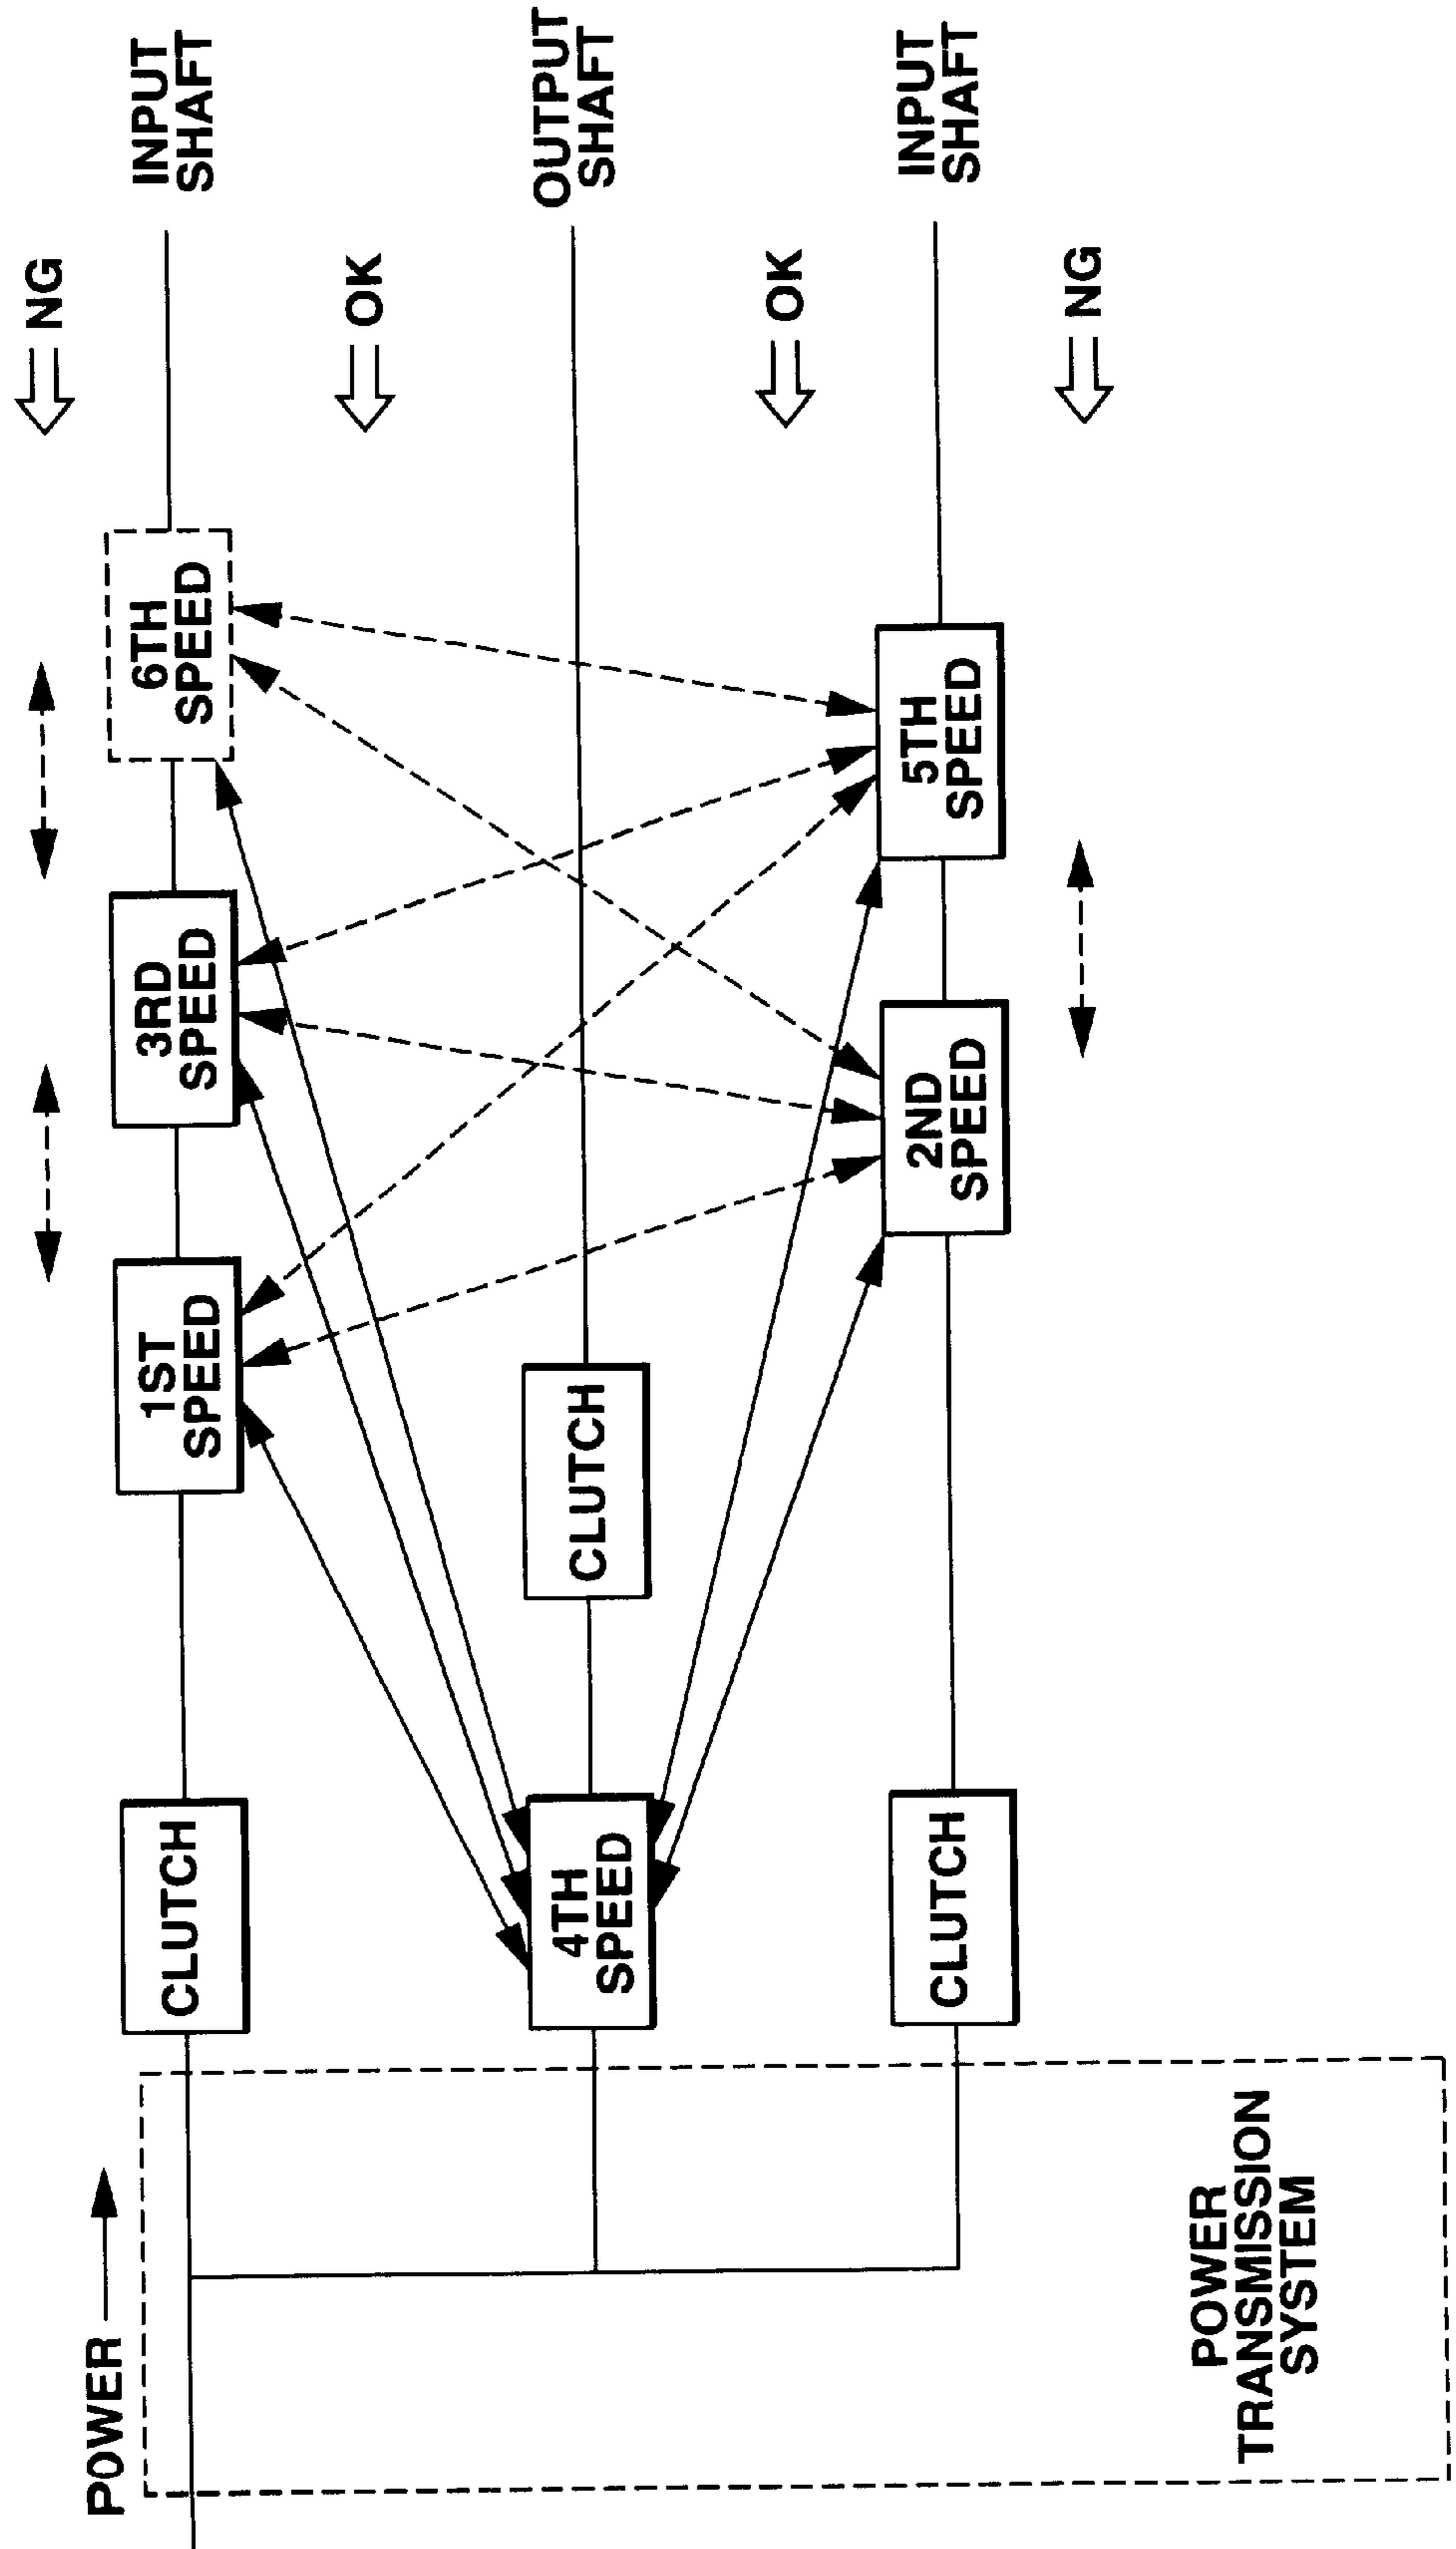 POWER
POWER
TRANSMISSION
SYSTEM
CLUTCH
1ST
SPEED
3RD
SPEED
6TH
SPEED
NG
INPUT
SHAFT
OK
4TH
SPEED
CLUTCH
OUTPUT
SHAFT
OK
CLUTCH
2ND
SPEED
5TH
SPEED
INPUT
SHAFT
NG